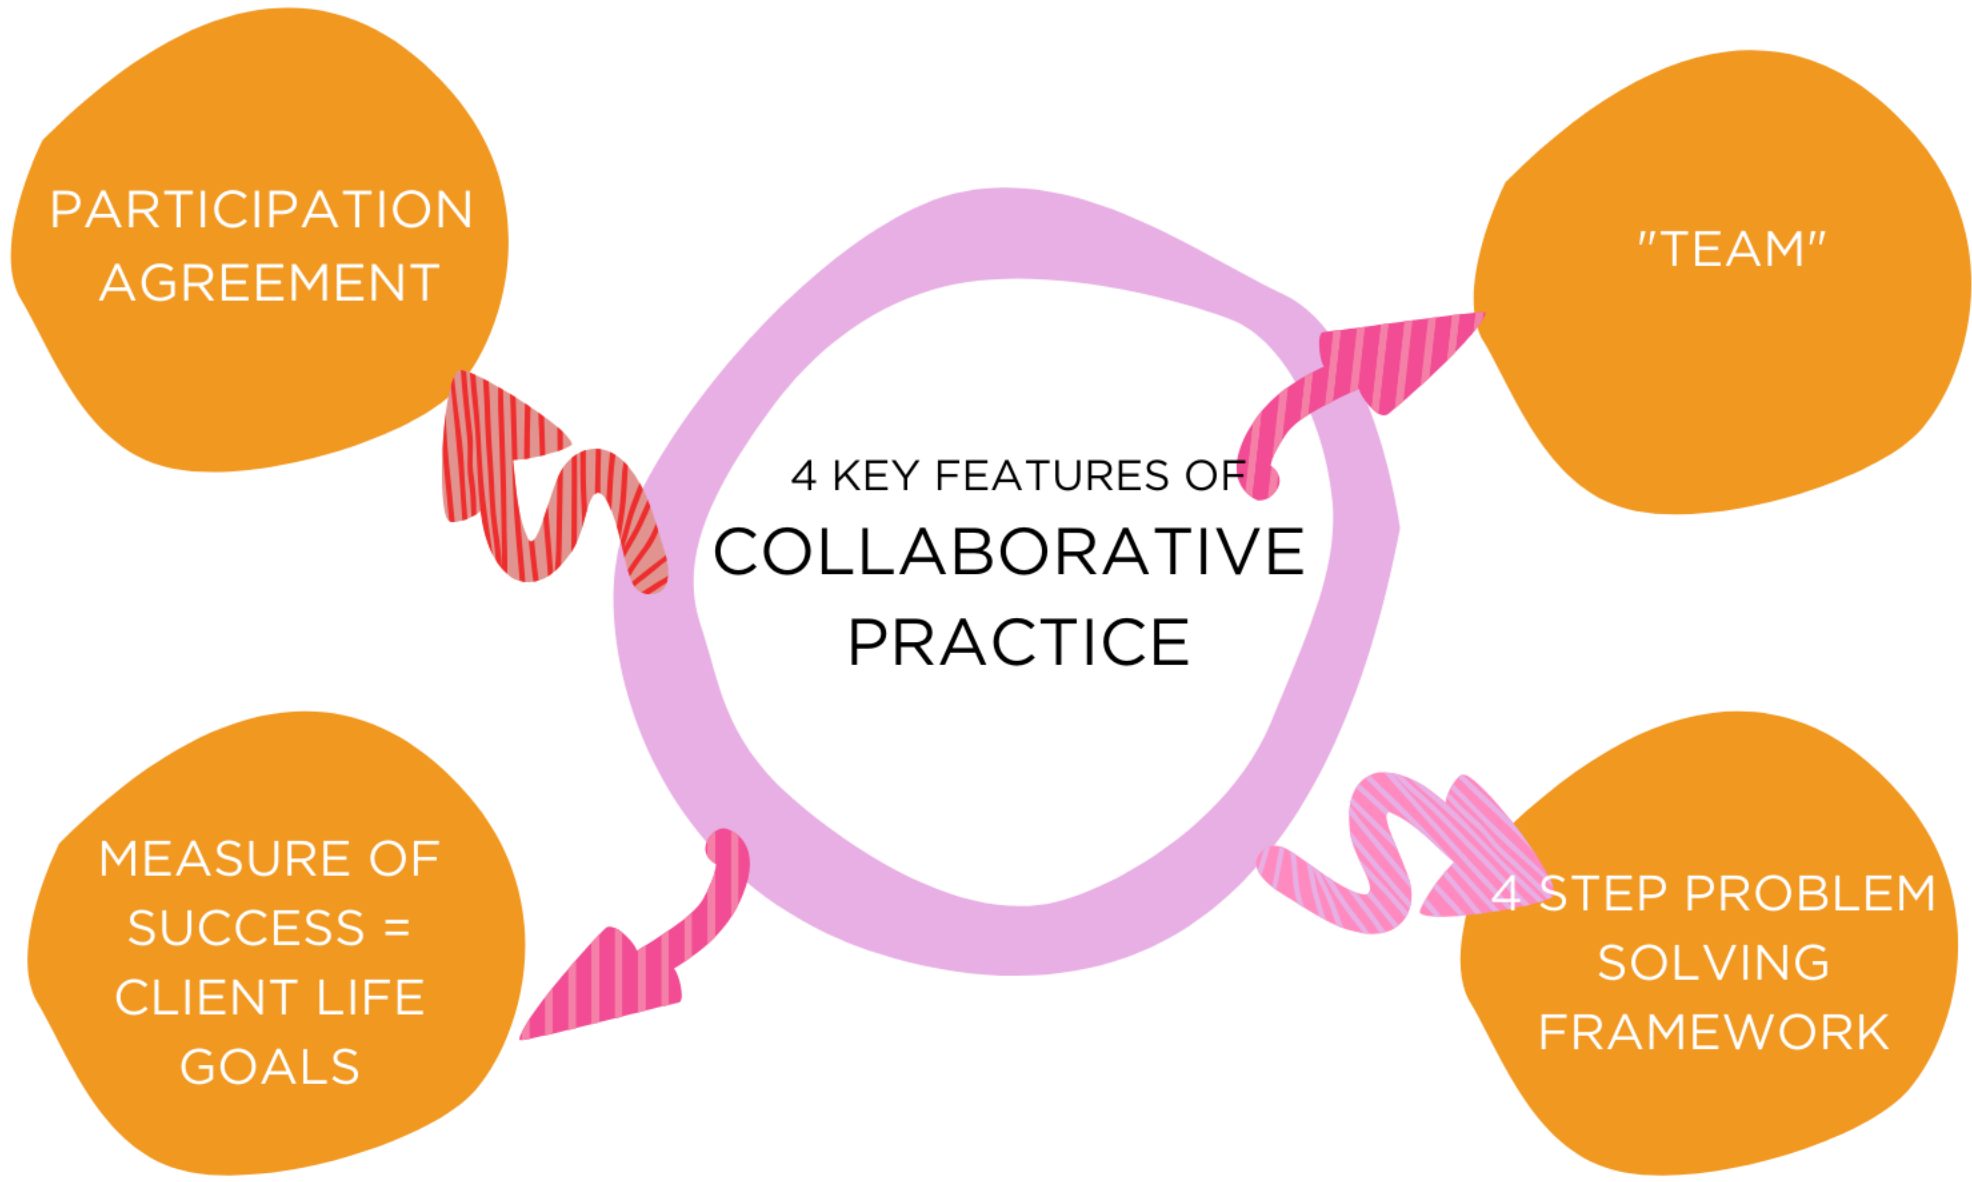 PARTICIPATION
AGREEMENT
"TEAM"
4 KEY FEATURES OF
COLLABORATIVE
PRACTICE
MEASURE OF
SUCCESS =
CLIENT LIFE
GOALS
4 STEP PROBLEM
SOLVING
FRAMEWORK